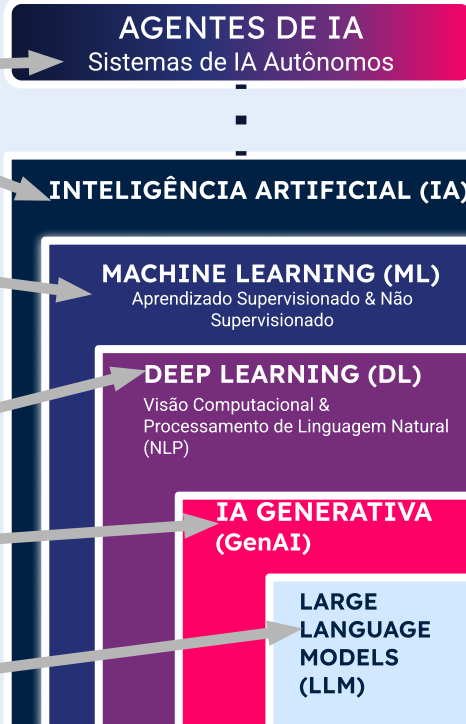 AGENTES DE IA
Sistemas de IA Autônomos
INTELIGÊNCIA ARTIFICIAL (IA)
MACHINE LEARNING (ML)
Aprendizado Supervisionado & Não
Supervisionado
DEEP LEARNING (DL)
Visão Computacional &
Processamento de Linguagem Natural
(NLP)
IA GENERATIVA
(GenAI)
LARGE
LANGUAGE
MODELS
(LLM)